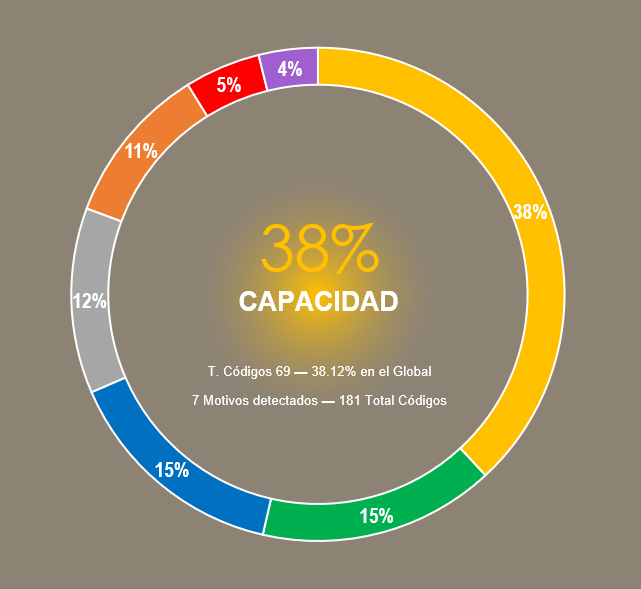 4%
5%
11%
38%
12%
38%
CAPACIDAD
T. Códigos 69 — 38.12% en el Global
7 Motivos detectados — 181 Total Códigos
15%
15%